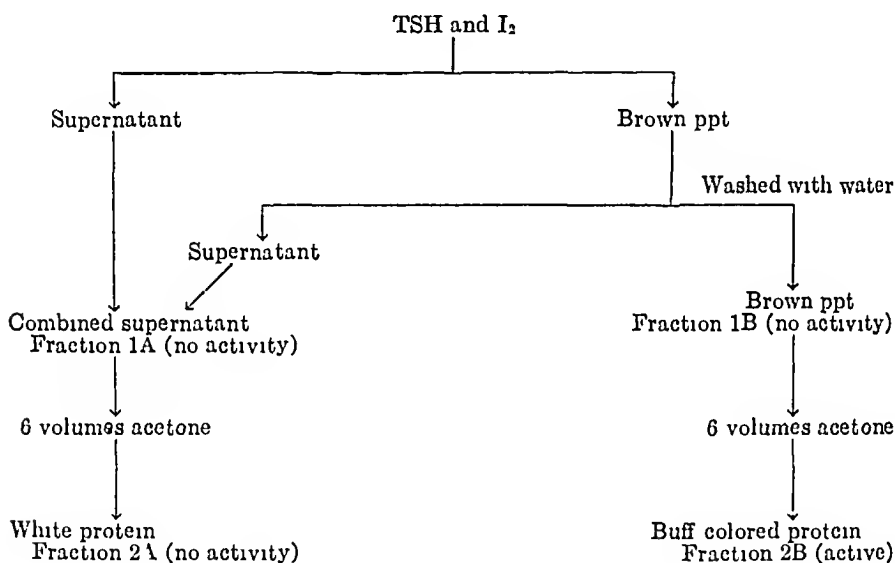 TSH and I₂
Supernatant
Brown ppt
Washed with water
Supernatant
Combined supernatant
Fraction 1A (no activity)
Brown ppt
Fraction 1B (no activity)
6 volumes acetone
6 volumes acetone
White protein
Fraction 2A (no activity)
Buff colored protein
Fraction 2B (active)